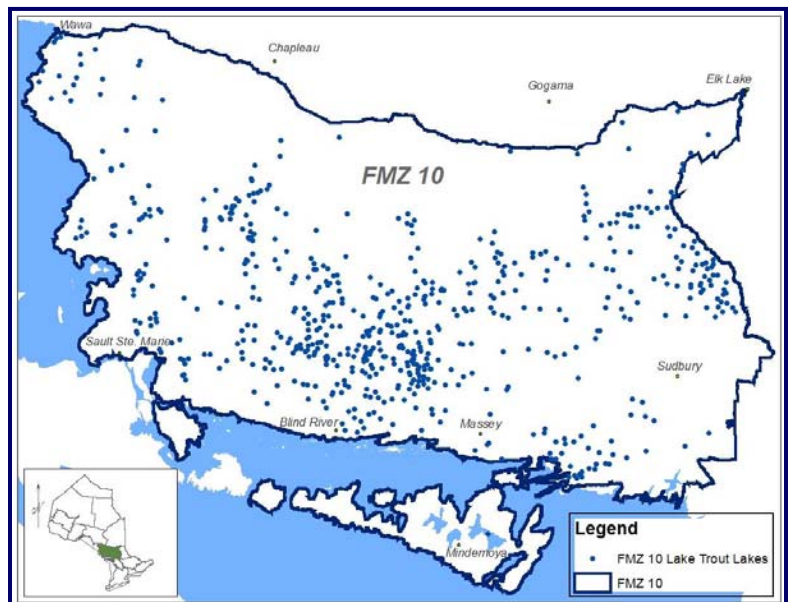 Wawa
Chapleau
Gogama
Elk Lake
FMZ 10
Sault Ste. Marie
Sudbury
Blind River
Massey
Mindemoya
Legend
FMZ 10 Lake Trout Lakes
FMZ 10